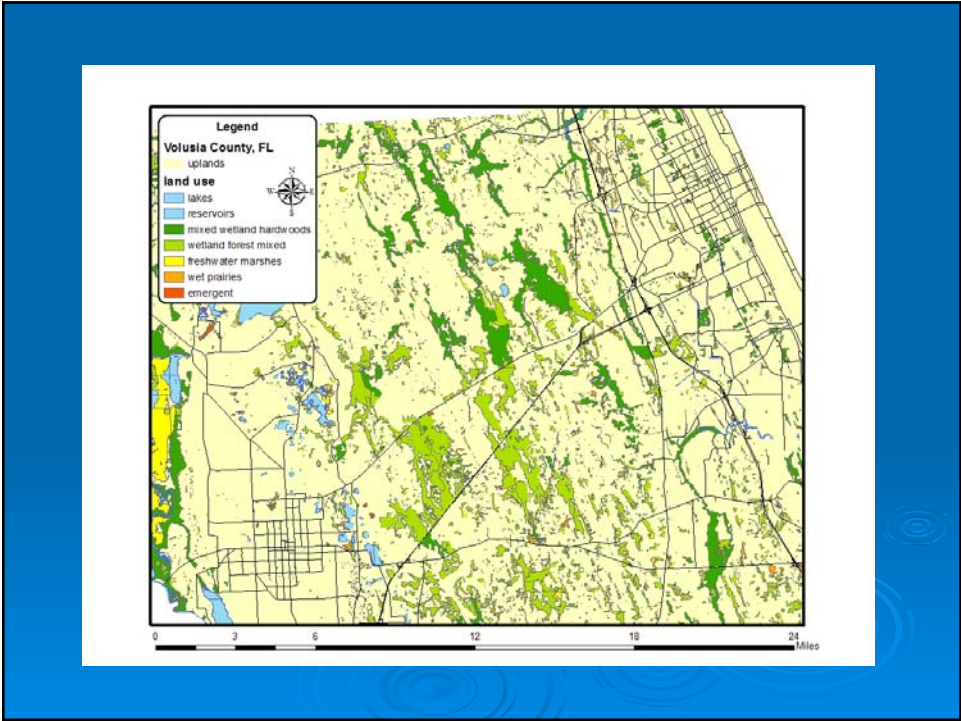 Legend
Volusia County, FL
uplands
N
W E
S
land use
lakes
reservoirs
mixed wetland hardwoods
wetland forest mixed
freshwater marshes
wet prairies
emergent
0 3 6 12 18 24
Miles